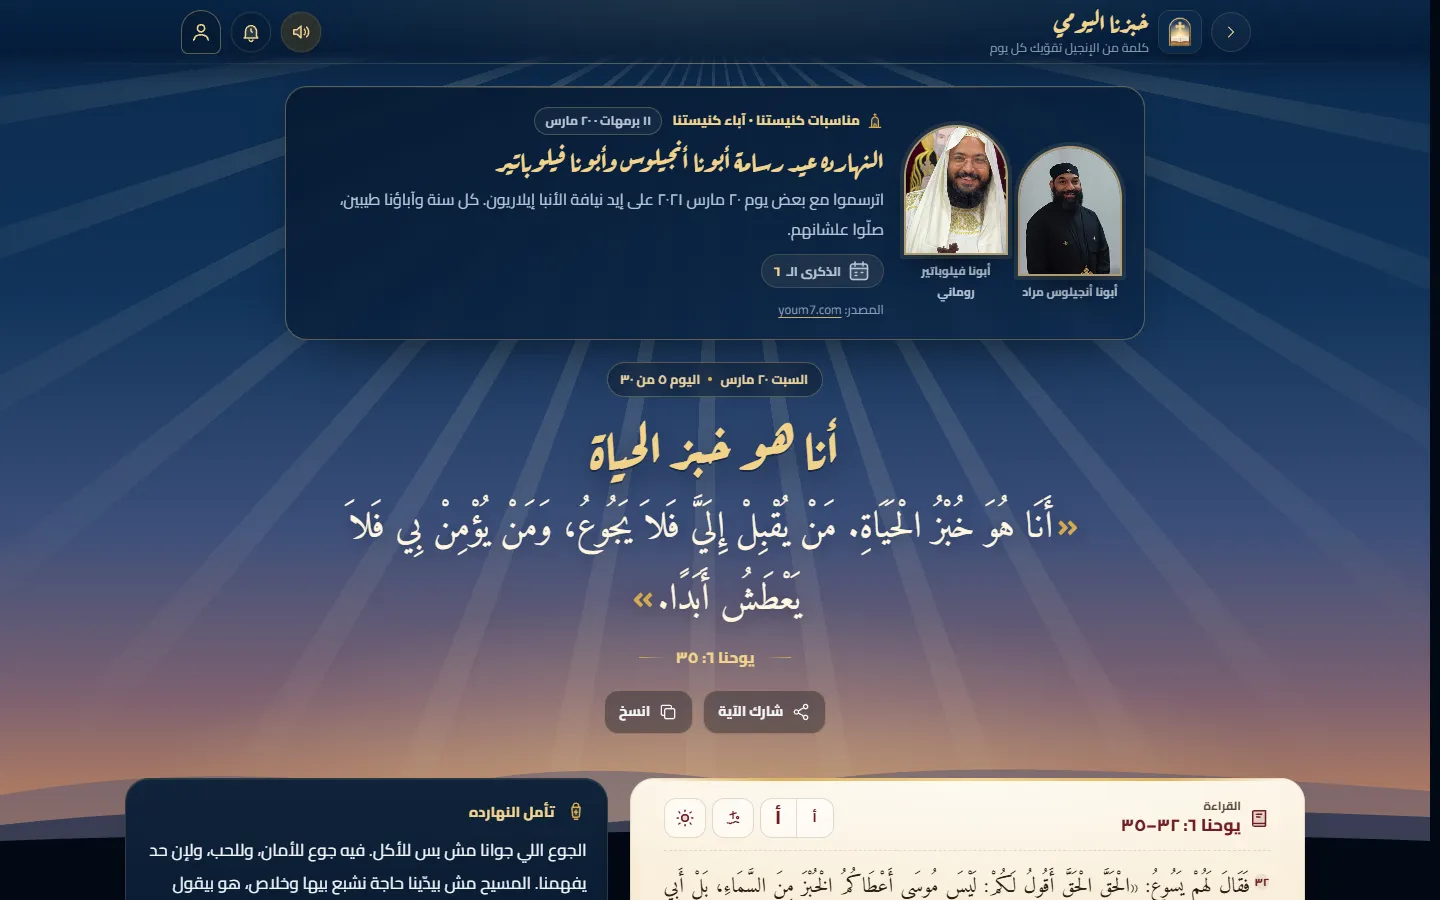 خبزنا اليومي
كلمة من الإنجيل تقوّيك كل يوم
مناسبات كنيستنا • آباء كنيستنا
١١ برمهات · ٢٠ مارس
النهارده عيد رسامة أبونا أنجيلوس وأبونا فيلوباتير
اترسموا مع بعض يوم ٢٠ مارس ٢٠٢١ على إيد نيافة الأنبا إيلاريون. كل سنة وآباؤنا طيبين،
صلّوا علشانهم.
الذكرى الـ ٦
المصدر: youm7.com
أبونا أنجيلوس مراد
أبونا فيلوباتير
روماني
السبت ٢٠ مارس • اليوم ٥ من ٣٠
أنا هو خبز الحياة
«أَنَا هُوَ خُبْزُ الْحَيَاةِ. مَنْ يُقْبِلْ إِلَيَّ فَلاَ يَجُوعُ، وَمَنْ يُؤْمِنْ بِي فَلاَ
يَعْطَشُ أَبَدًا.»
يوحنا ٦: ٣٥
شارك الآية
انسخ
القراءة
يوحنا ٦: ٣٢–٣٥
أ
أ
٣٢ فَقَالَ لَهُمْ يَسُوعُ: «الْحَقَّ الْحَقَّ أَقُولُ لَكُمْ: لَيْسَ مُوسَى أَعْطَاكُمُ الْخُبْزَ مِنَ السَّمَاءِ، بَلْ أَبِي
تأمل النهارده
الجوع اللي جوانا مش بس للأكل. فيه جوع للأمان، وللحب، ولإن حد
يفهمنا. المسيح مش بيدّينا حاجة نشبع بيها وخلاص، هو بيقول